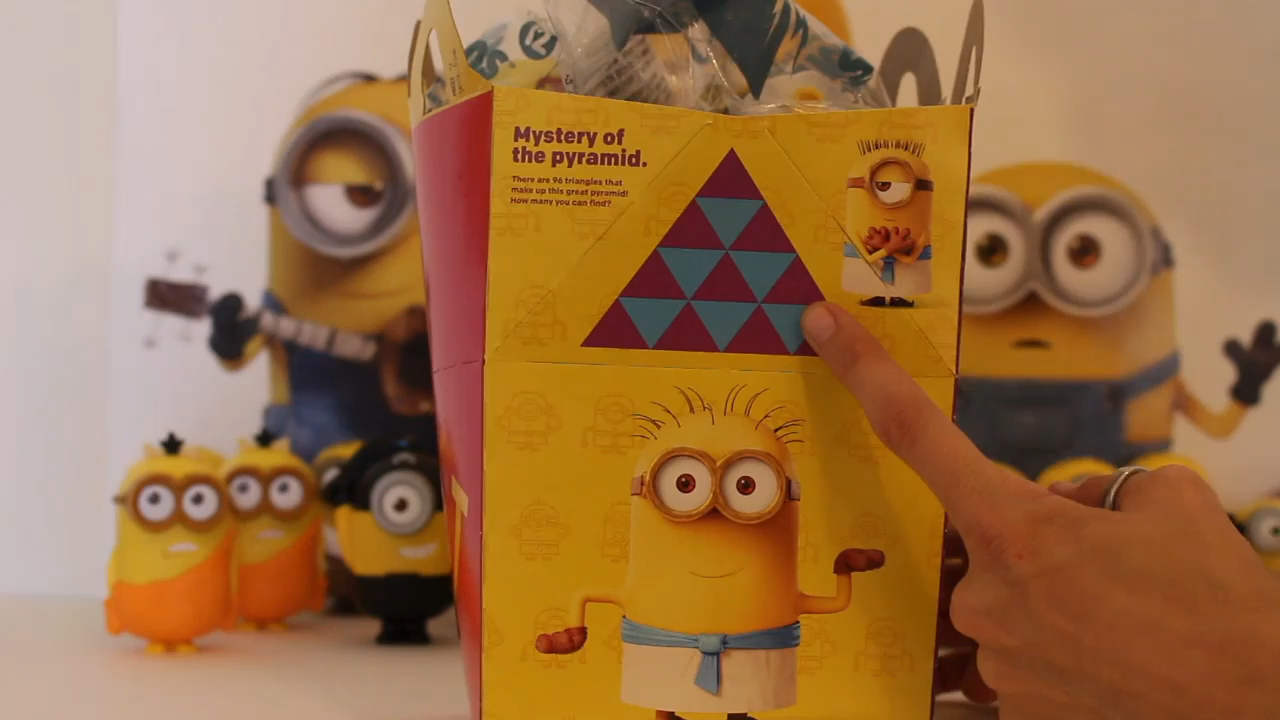 12
Mystery of
the pyramid.
There are 96 triangles that
make up this great pyramid!
How many you can find?